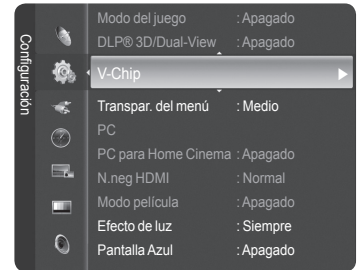 Configuración
Modo del juego : Apagado
DLP® 3D/Dual-View : Apagado
V-Chip
Transpar. del menú : Medio
PC
PC para Home Cinema : Apagado
N.neg HDMI : Normal
Modo película : Apagado
Efecto de luz : Siempre
Pantalla Azul : Apagado